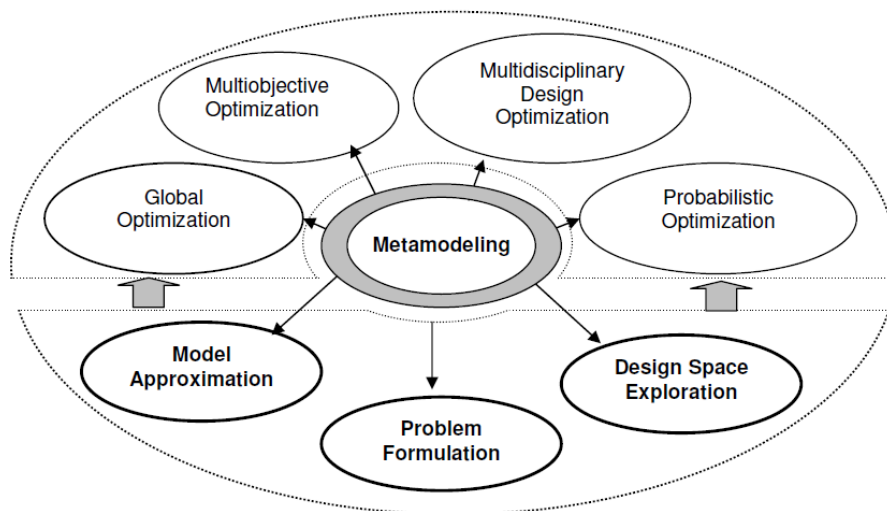 Multiobjective
Optimization
Multidisciplinary
Design
Optimization
Global
Optimization
Metamodeling
Probabilistic
Optimization
Model
Approximation
Problem
Formulation
Design Space
Exploration